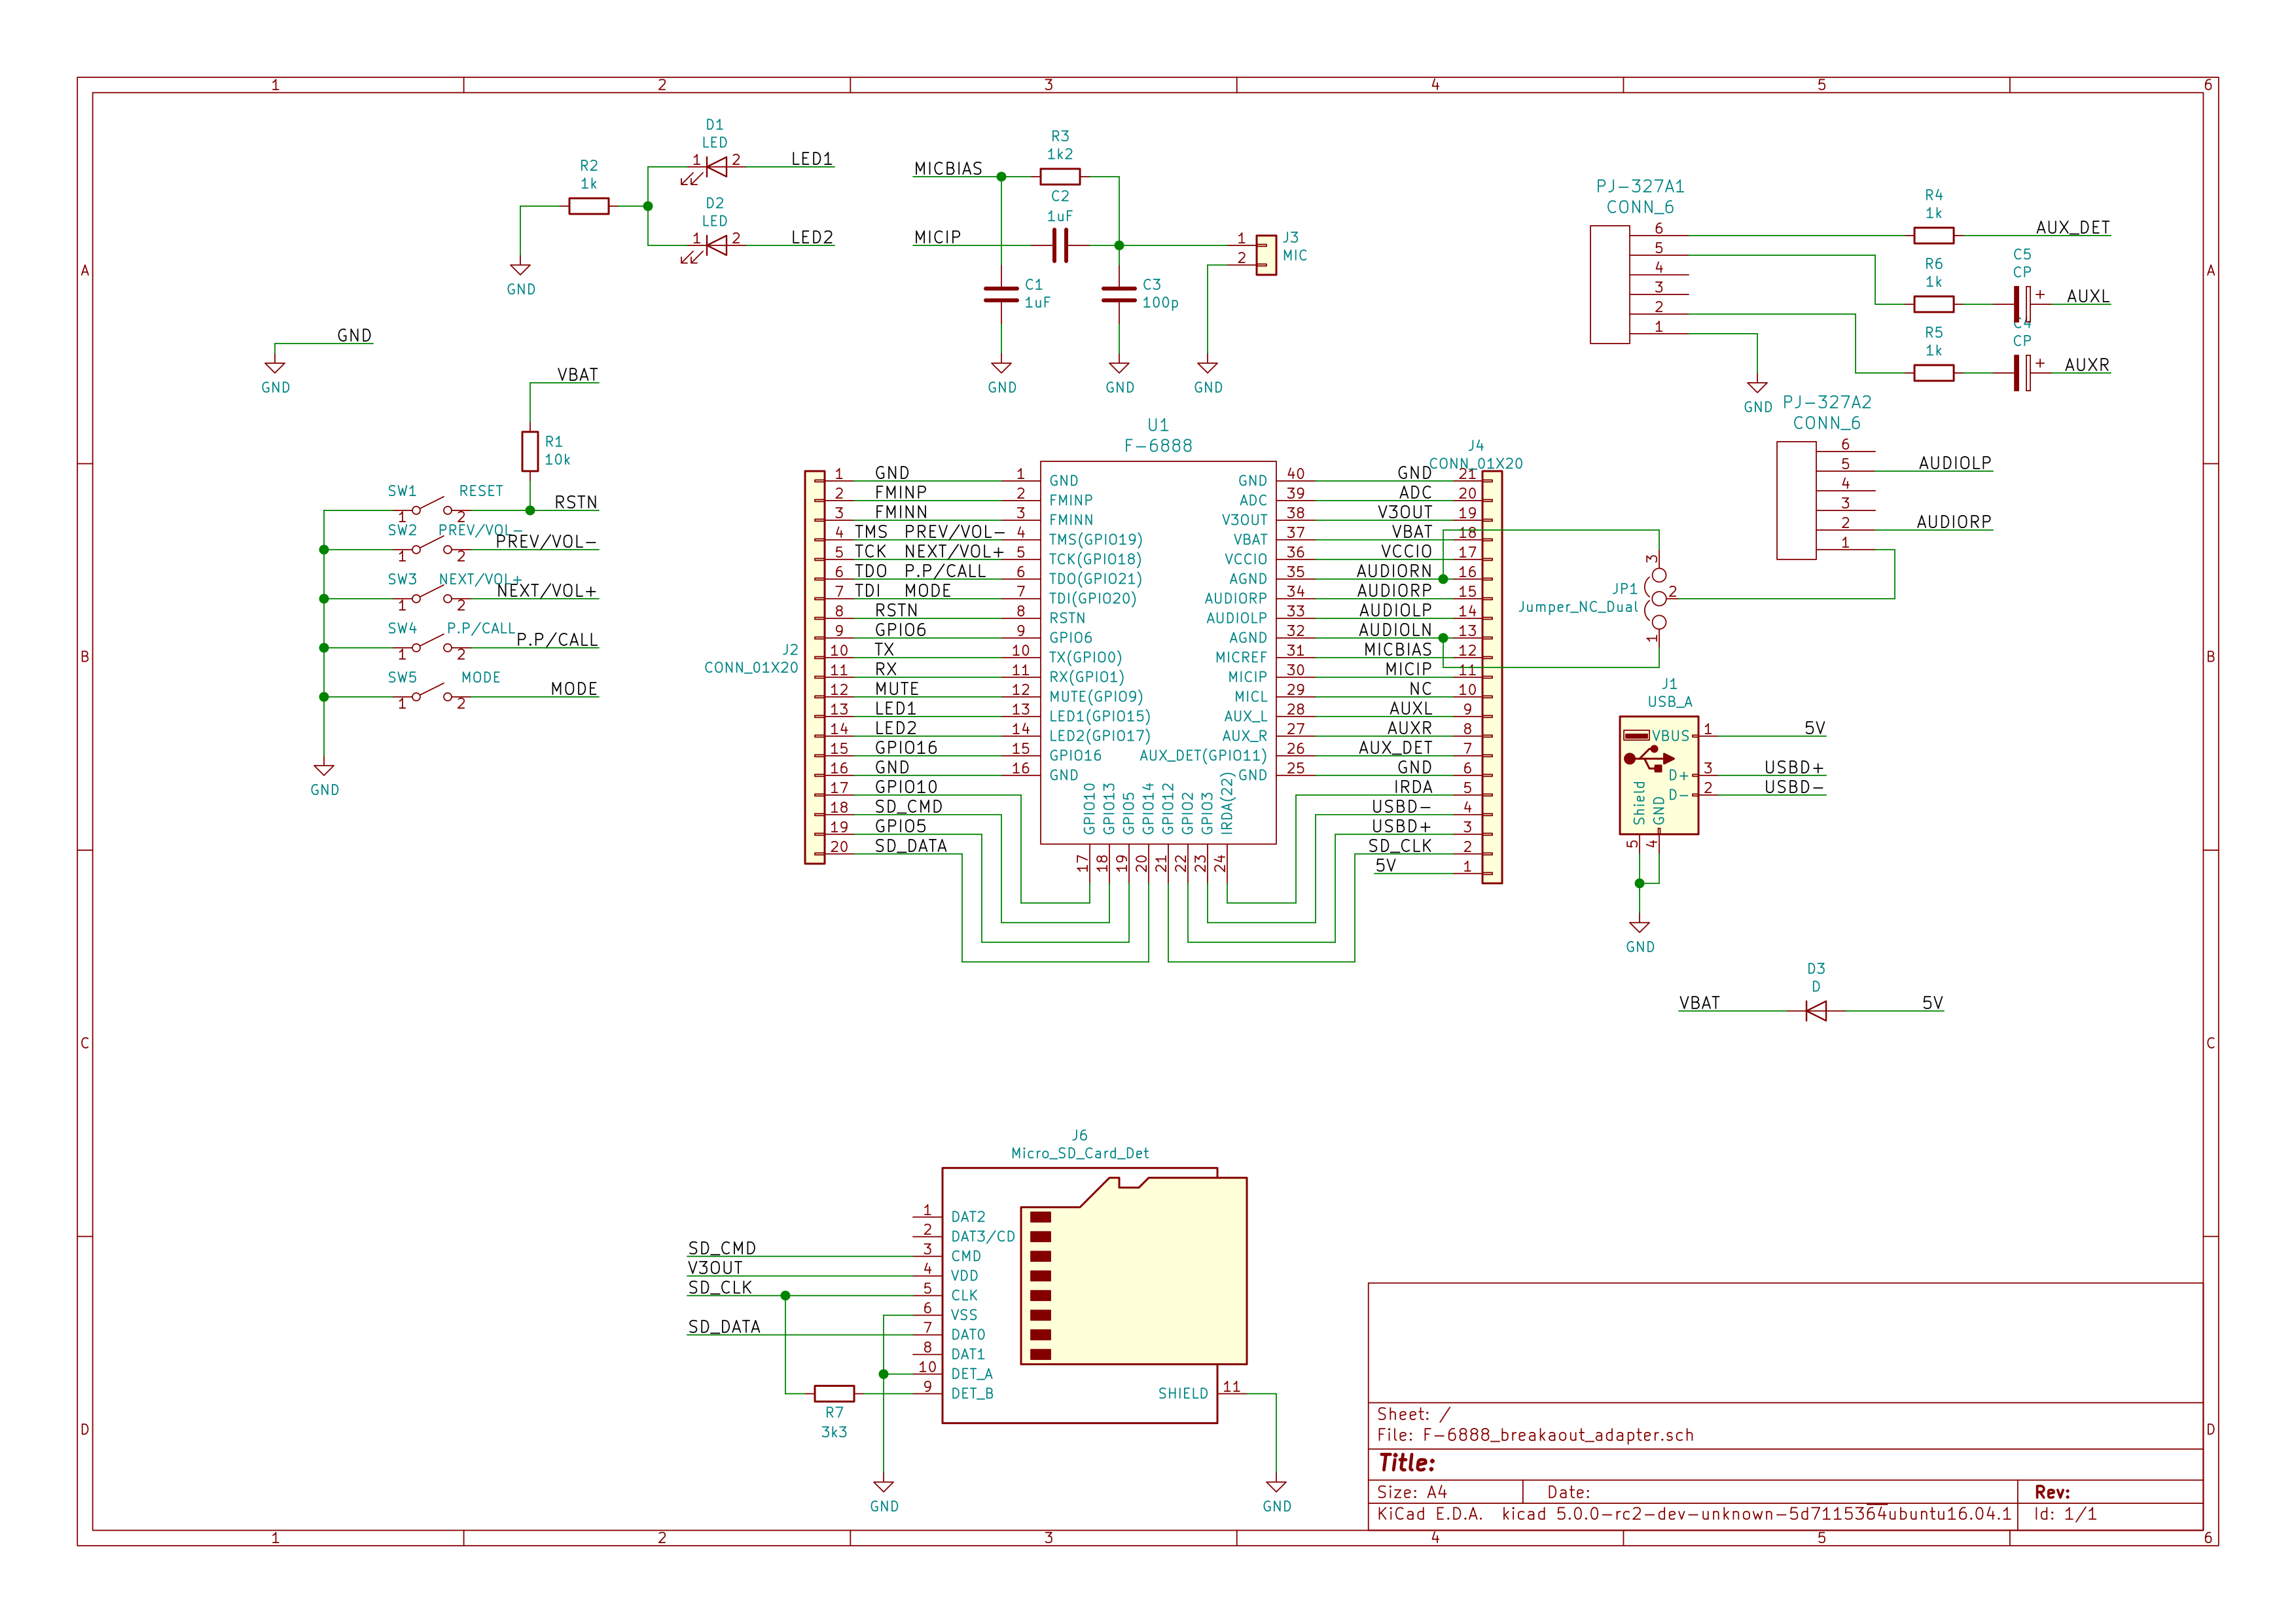 1 2 3 4 5 6
A A
B B
C C
D D
1 2 3 4 5 6
D1
LED
1 2 LED1
R2
1k
D2
LED
1 2 LED2
GND
MICBIAS
R3
1k2
C2
1uF
MICIP
1
2
J3
MIC
C1
1uF
C3
100p
GND GND GND
PJ-327A1
CONN_6
6
5
4
3
2
1
R4
1k
AUX_DET
R6
1k
C5
CP
+
AUXL
R5
1k
C4
CP
+
AUXR
GND
PJ-327A2
CONN_6
6
5
4
3
2
1
AUDIOLP
AUDIORP
GND
GND
VBAT
R1
10k
SW1 RESET
1 2
RSTN
SW2 PREV/VOL-
1 2
PREV/VOL-
SW3 NEXT/VOL+
1 2
NEXT/VOL+
SW4 P.P/CALL
1 2
P.P/CALL
SW5 MODE
1 2
MODE
GND
J2
CONN_01X20
1 GND 1 GND
2 FMINP 2 FMINP
3 FMINN 3 FMINN
4 TMS PREV/VOL- 4 TMS(GPIO19)
5 TCK NEXT/VOL+ 5 TCK(GPIO18)
6 TDO P.P/CALL 6 TDO(GPIO21)
7 TDI MODE 7 TDI(GPIO20)
8 RSTN 8 RSTN
9 GPIO6 9 GPIO6
10 TX 10 TX(GPIO0)
11 RX 11 RX(GPIO1)
12 MUTE 12 MUTE(GPIO9)
13 LED1 13 LED1(GPIO15)
14 LED2 14 LED2(GPIO17)
15 GPIO16 15 GPIO16
16 GND 16 GND
17 GPIO10
18 SD_CMD
19 GPIO5
20 SD_DATA
U1
F-6888
GPIO10 GPIO13 GPIO5 GPIO14 GPIO12 GPIO2 GPIO3 IRDA(22)
17 18 19 20 21 22 23 24
J4
CONN_01X20
GND 40 GND 21
ADC 39 ADC 20
V3OUT 38 V3OUT 19
VBAT 37 VBAT 18
VCCIO 36 VCCIO 17
AGND 35 AUDIORN 16
AUDIORP 34 AUDIORP 15
AUDIOLP 33 AUDIOLP 14
AGND 32 AUDIOLN 13
MICREF 31 MICBIAS 12
MICIP 30 MICIP 11
MICL 29 NC 10
AUX_L 28 AUXL 9
AUX_R 27 AUXR 8
AUX_DET(GPIO11) 26 AUX_DET 7
GND 25 GND 6
IRDA 5
USBD- 4
USBD+ 3
SD_CLK 2
5V 1
JP1
Jumper_NC_Dual
3
2
1
J1
USB_A
VBUS 1 5V
D+ 3 USBD+
D- 2 USBD-
Shield GND
5 4
GND
D3
D
VBAT 5V
J6
Micro_SD_Card_Det
1 DAT2
2 DAT3/CD
SD_CMD 3 CMD
V3OUT 4 VDD
SD_CLK 5 CLK
6 VSS
SD_DATA 7 DAT0
8 DAT1
10 DET_A
9 DET_B
SHIELD 11
R7
3k3
GND GND
Sheet: /
File: F-6888_breakaout_adapter.sch
Title:
Size: A4 Date: Rev:
KiCad E.D.A. kicad 5.0.0-rc2-dev-unknown-5d7115364ubuntu16.04.1 Id: 1/1